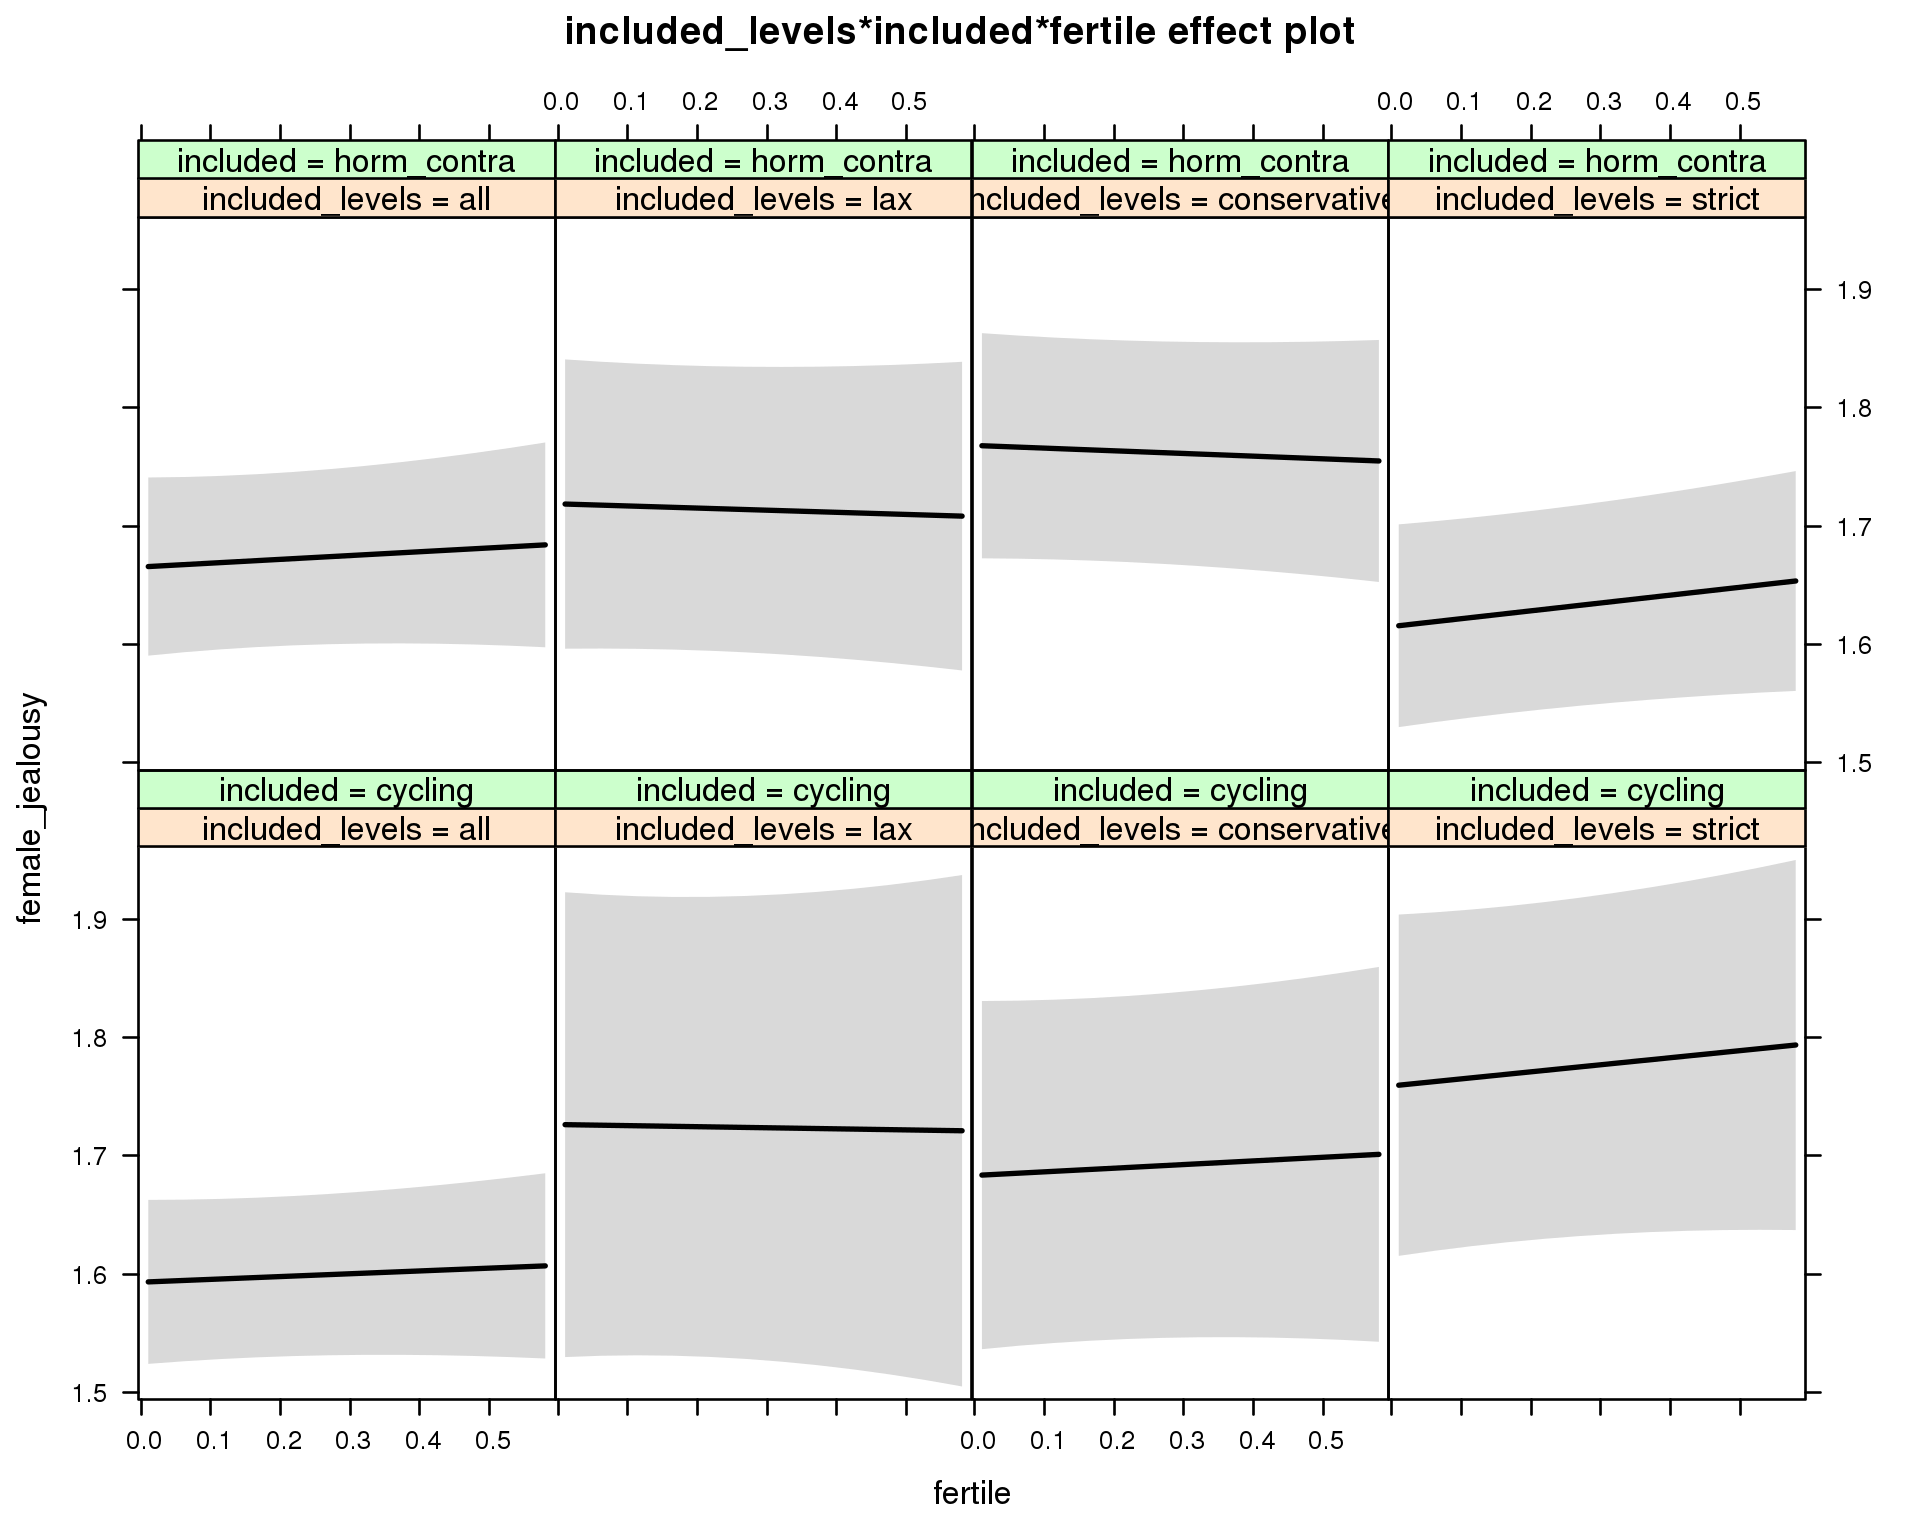 included_levels*included*fertile effect plot
0.0 0.1 0.2 0.3 0.4 0.5 0.0 0.1 0.2 0.3 0.4 0.5
included = horm_contra included = horm_contra included = horm_contra included = horm_contra
included_levels = all included_levels = lax ncluded_levels = conservative included_levels = strict
1.9
1.8
1.7
1.6
1.5
included = cycling included = cycling included = cycling included = cycling
included_levels = all included_levels = lax ncluded_levels = conservative included_levels = strict
female_jealousy
1.9
1.8
1.7
1.6
1.5
0.0 0.1 0.2 0.3 0.4 0.5 0.0 0.1 0.2 0.3 0.4 0.5
fertile